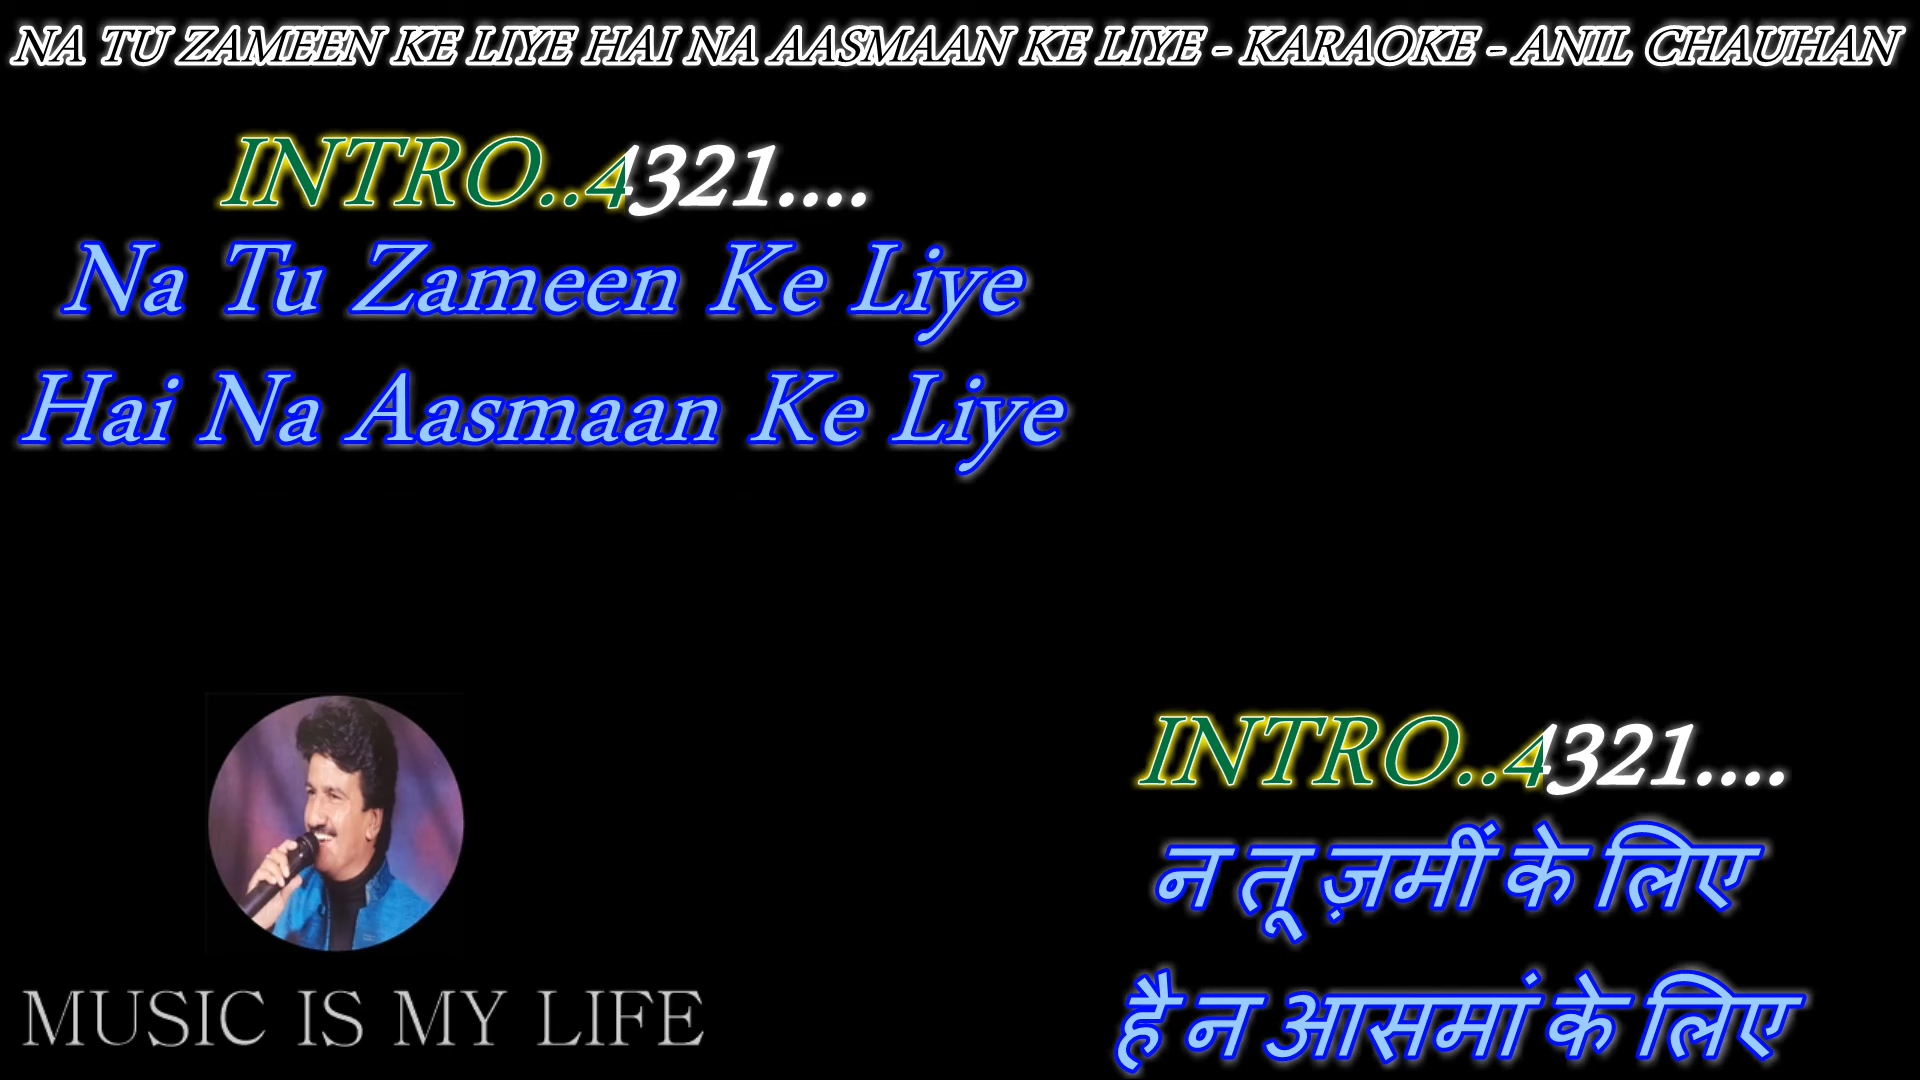 NA TU ZAMEEN KE LIYE HAI NA AASMAAN KE LIYE - KARAOKE - ANIL CHAUHAN
INTRO..4321....
Na Tu Zameen Ke Liye
Hai Na Aasmaan Ke Liye
INTRO..4321....
न तू ज़मीं के लिए
है न आसमां के लिए
MUSIC IS MY LIFE